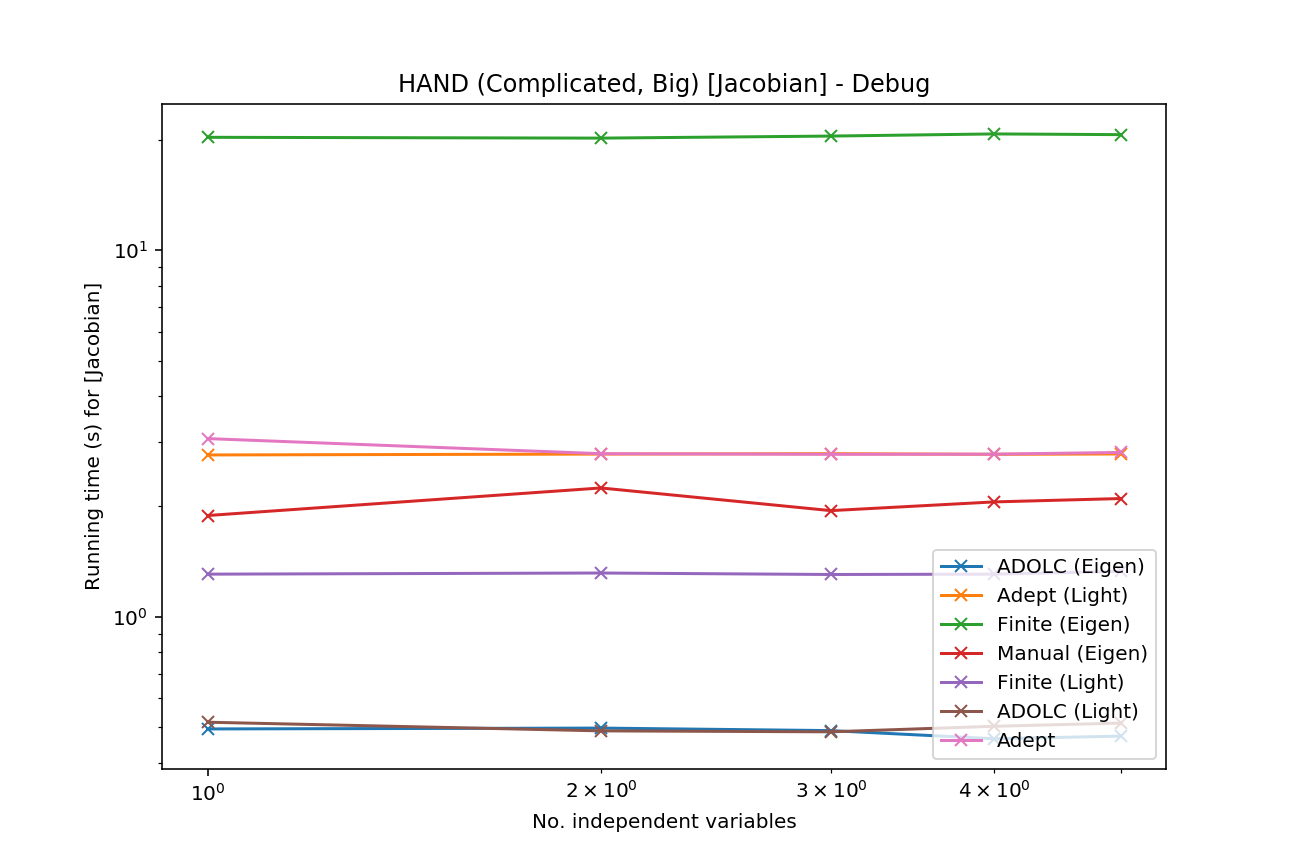 HAND (Complicated, Big) [Jacobian] - Debug
Running time (s) for [Jacobian]
10¹
10⁰
ADOLC (Eigen)
Adept (Light)
Finite (Eigen)
Manual (Eigen)
Finite (Light)
ADOLC (Light)
Adept
10⁰ 2 × 10⁰ 3 × 10⁰ 4 × 10⁰
No. independent variables